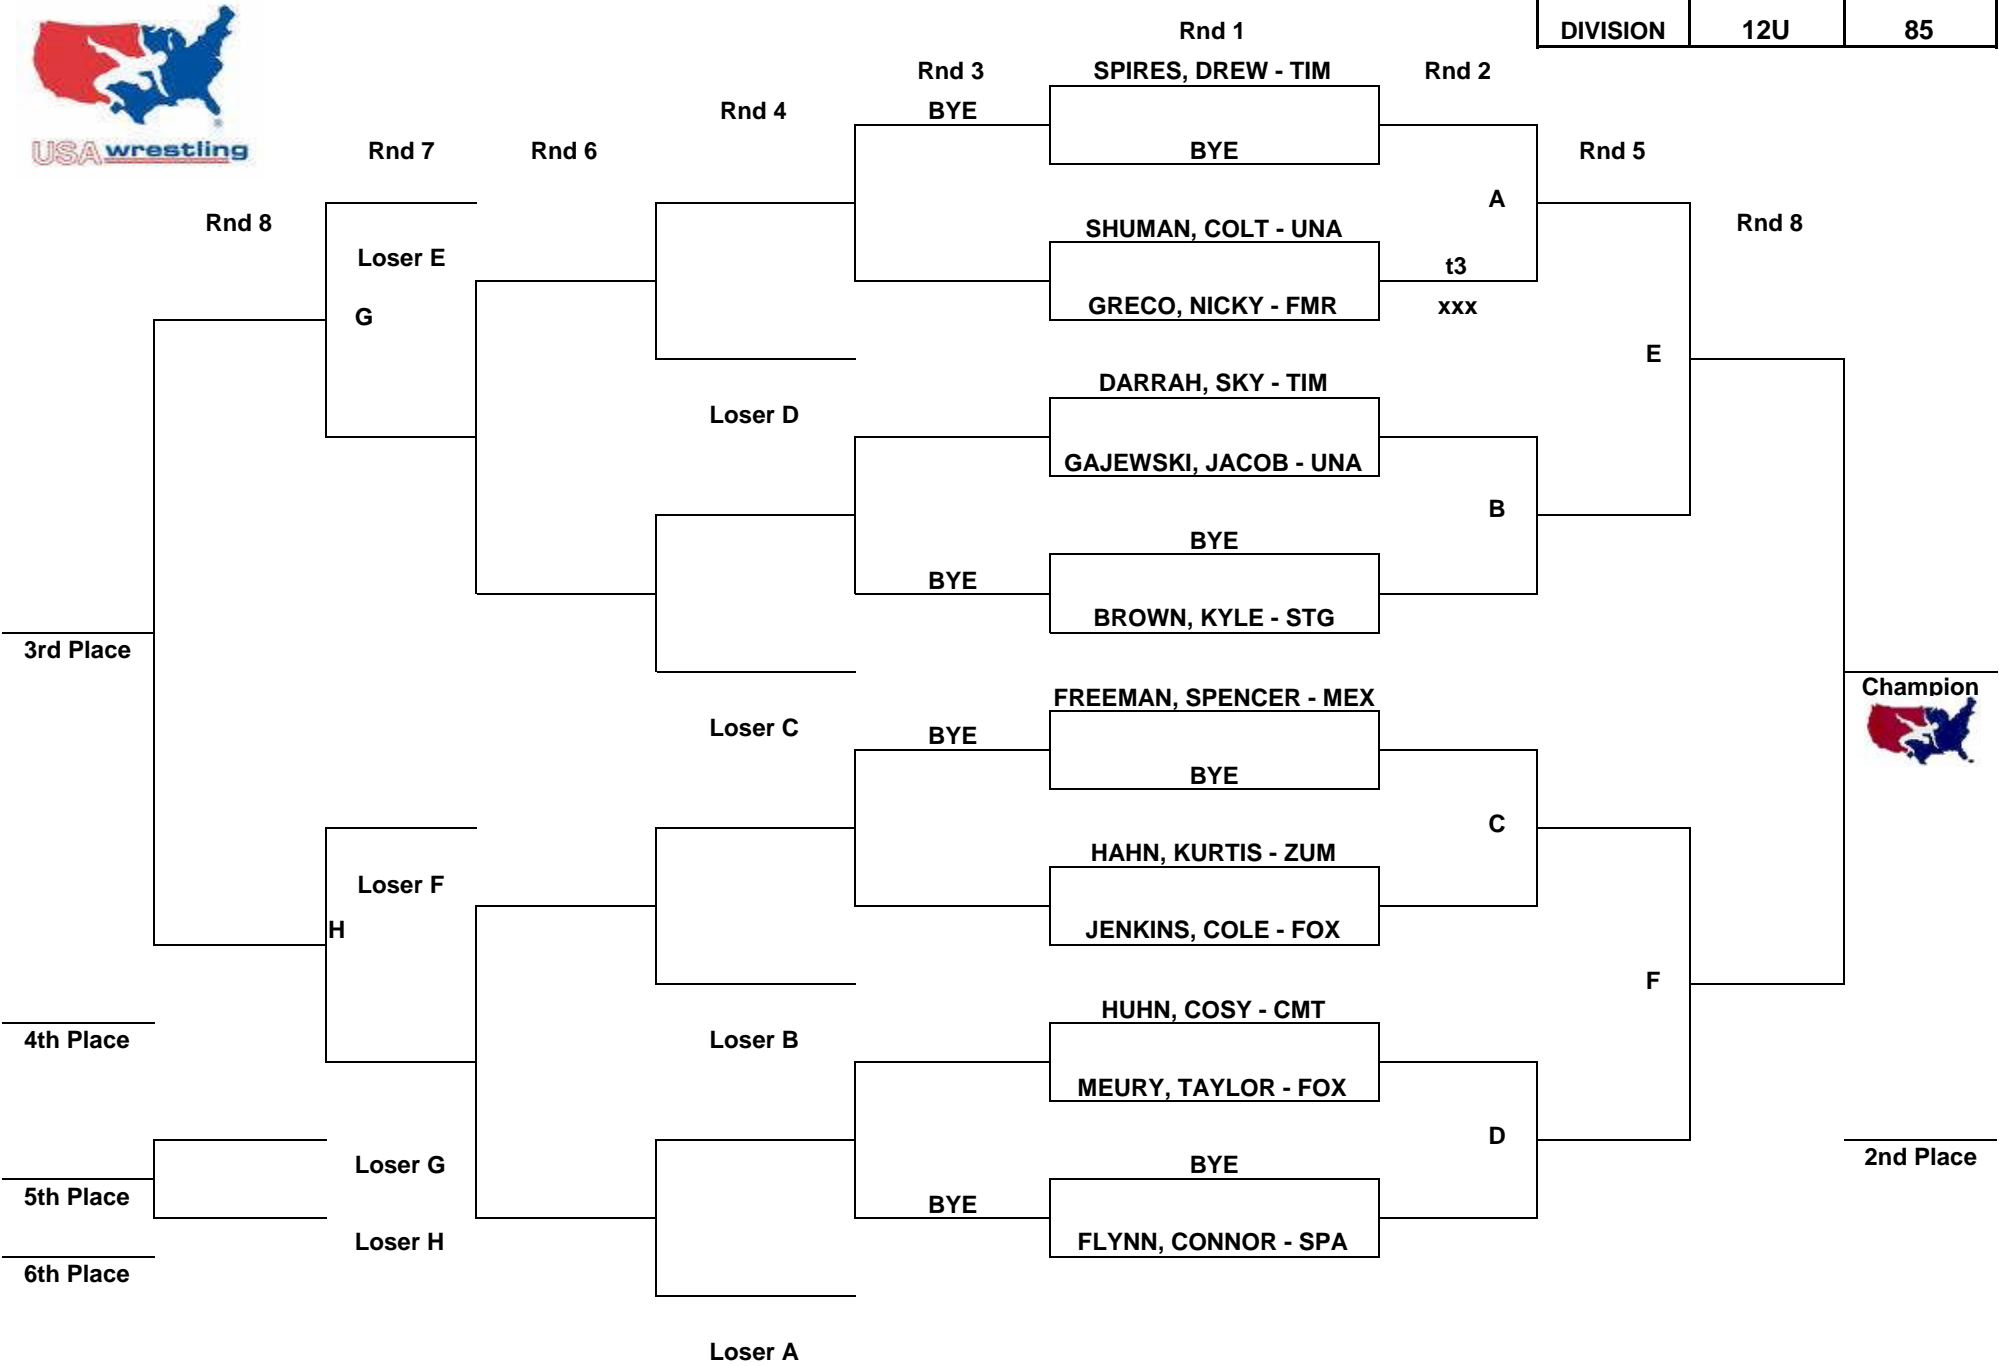 Rnd 1
DIVISION 12U 85
Rnd 3 SPIRES, DREW - TIM Rnd 2
Rnd 4 BYE
USA wrestling Rnd 7 Rnd 6 BYE Rnd 5
A
Rnd 8 SHUMAN, COLT - UNA Rnd 8
Loser E t3
G GRECO, NICKY - FMR xxx
E
DARRAH, SKY - TIM
Loser D
GAJEWSKI, JACOB - UNA
B
BYE
BYE
BROWN, KYLE - STG
3rd Place
FREEMAN, SPENCER - MEX Champion
Loser C BYE
BYE
C
HAHN, KURTIS - ZUM
Loser F
H JENKINS, COLE - FOX
F
HUHN, COSY - CMT
4th Place Loser B
MEURY, TAYLOR - FOX
D
Loser G BYE 2nd Place
5th Place BYE
Loser H FLYNN, CONNOR - SPA
6th Place
Loser A